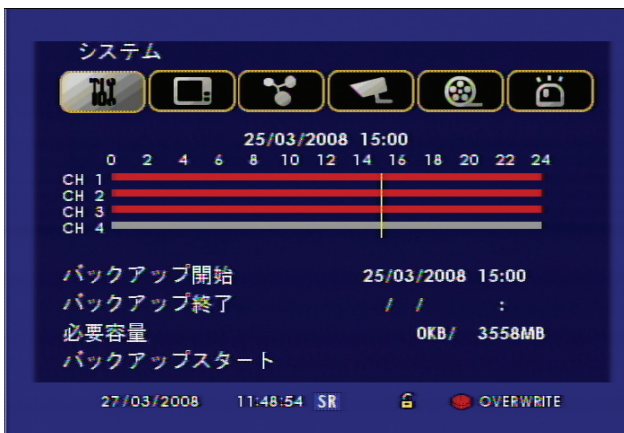 システム
25/03/2008 15:00
0 2 4 6 8 10 12 14 16 18 20 22 24
CH 1
CH 2
CH 3
CH 4
バックアップ開始 25/03/2008 15:00
バックアップ終了 / / :
必要容量 0KB/ 3558MB
バックアップスタート
27/03/2008 11:48:54 SR OVERWRITE